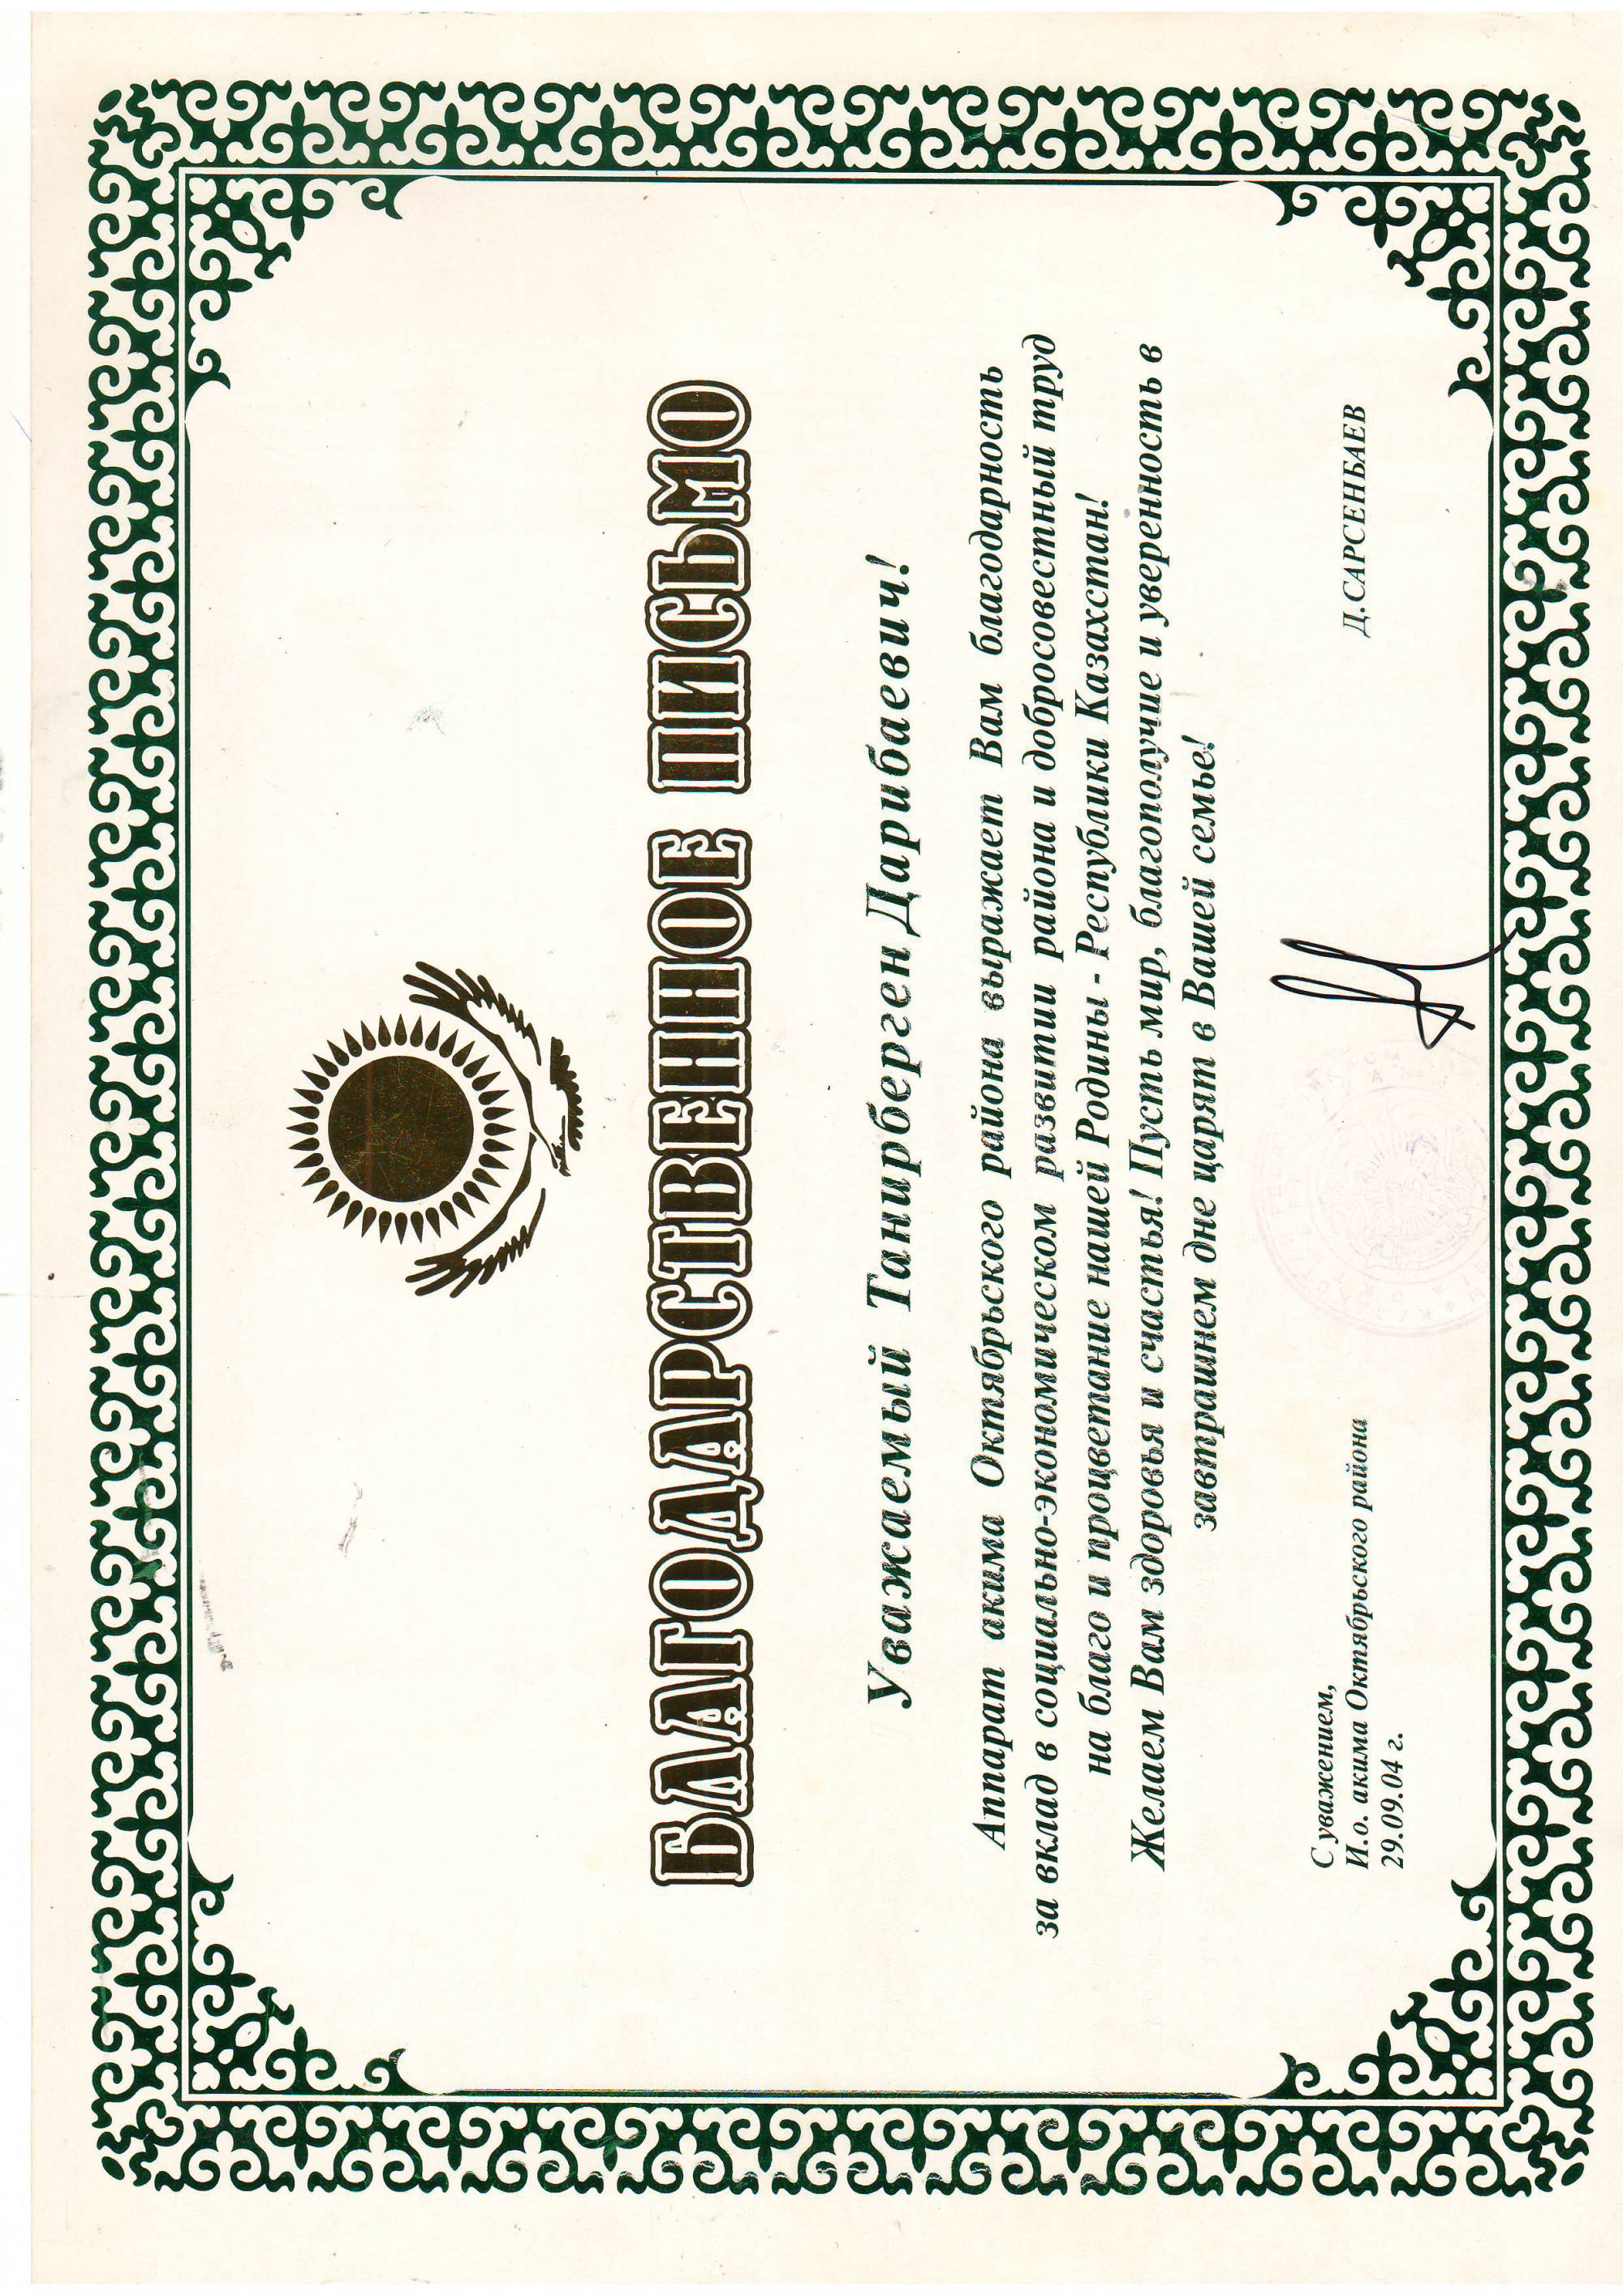 БЛАГОДАРСТВЕННОЕ ПИСЬМО
Уважаемый Танирберген Дарибаевич!
Аппарат акима Октябрьского района выражает Вам благодарность
за вклад в социально-экономическом развитии района и добросовестный труд
на благо и процветание нашей Родины - Республики Казахстан!
Желаем Вам здоровья и счастья! Пусть мир, благополучие и уверенность в
завтрашнем дне царят в Вашей семье!
С уважением,
И.о. акима Октябрьского района
29.09.04 г.
Д.САРСЕНБАЕВ